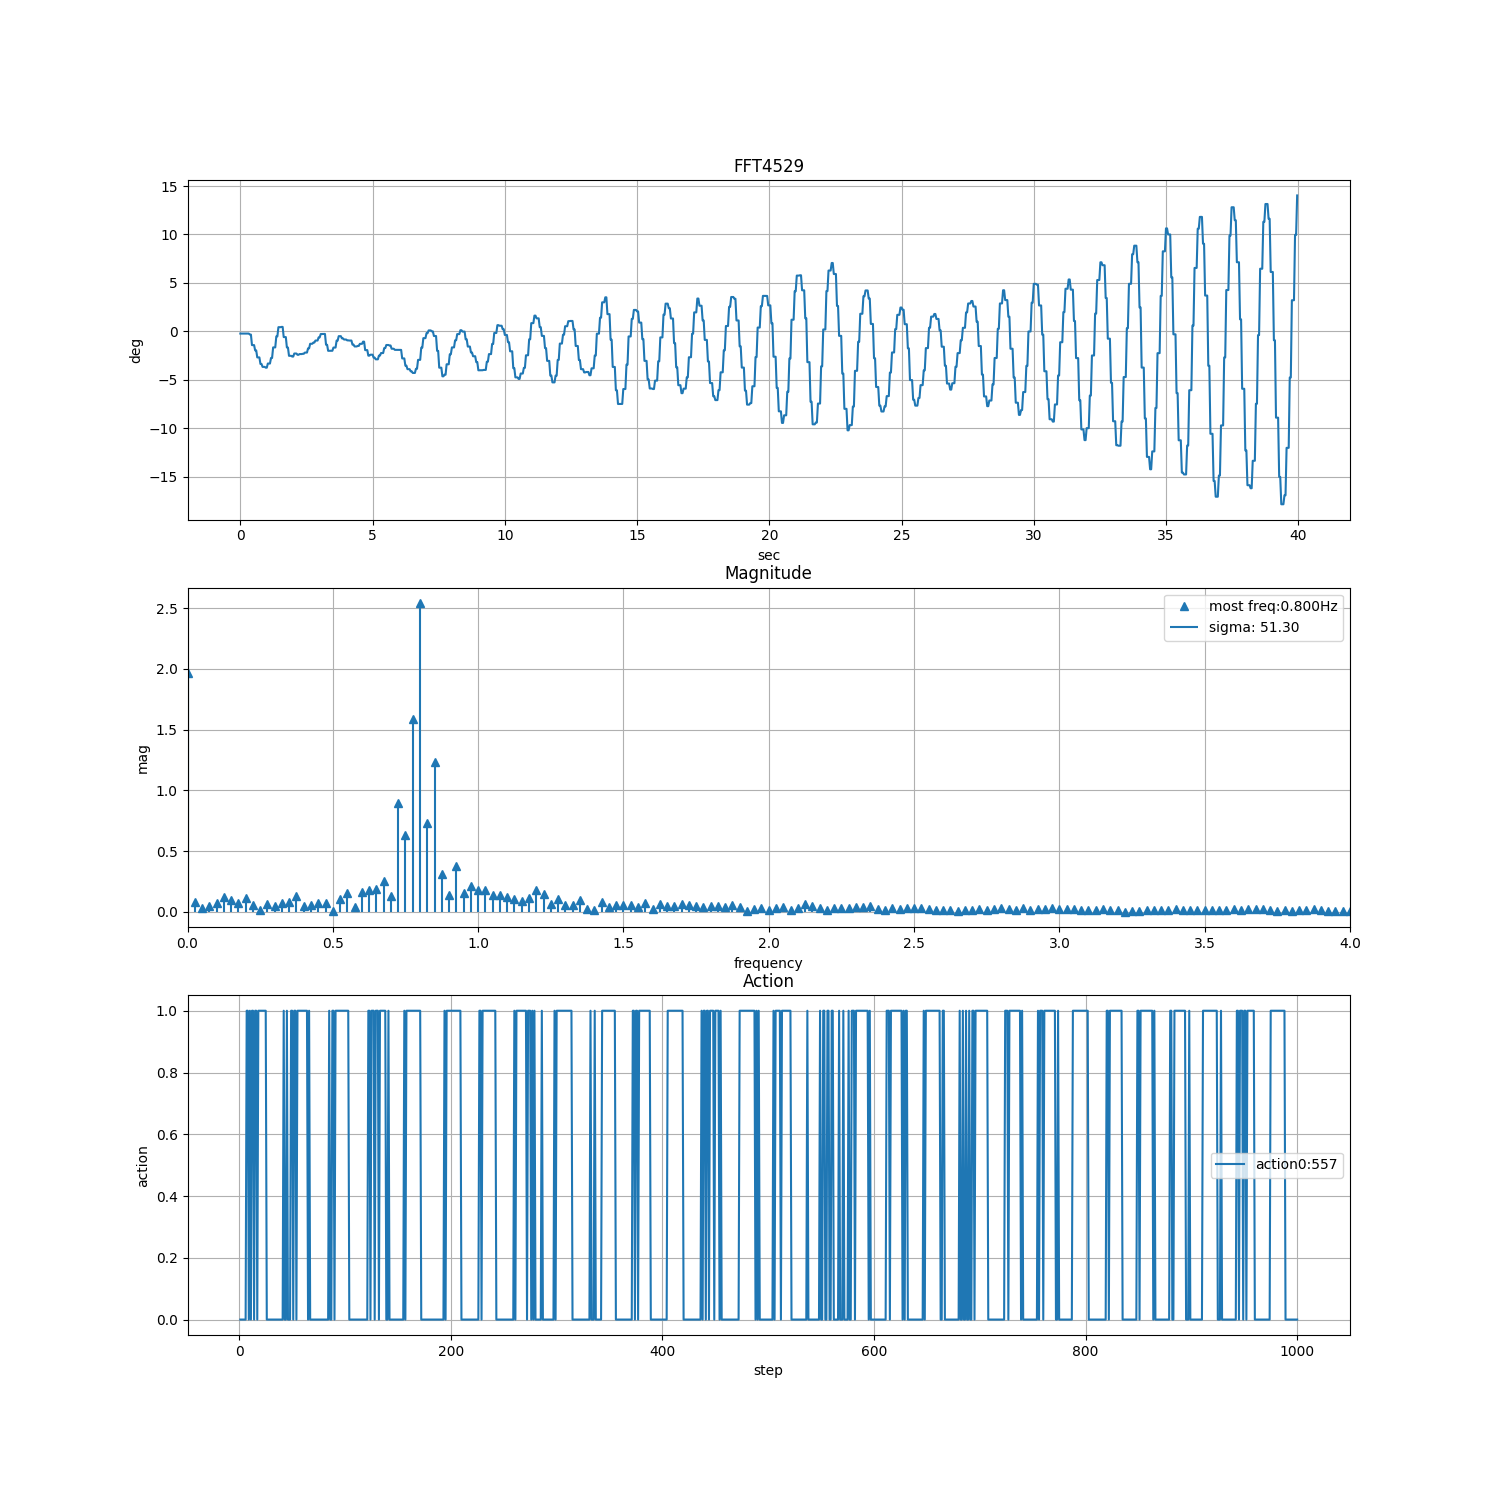 FFT4529
15
10
5
0
−5
−10
−15
deg
0 5 10 15 20 25 30 35 40
sec
Magnitude
2.5
2.0
1.5
1.0
0.5
0.0
mag
most freq:0.800Hz
sigma: 51.30
0.0 0.5 1.0 1.5 2.0 2.5 3.0 3.5 4.0
frequency
Action
1.0
0.8
0.6
0.4
0.2
0.0
action
action0:557
0 200 400 600 800 1000
step